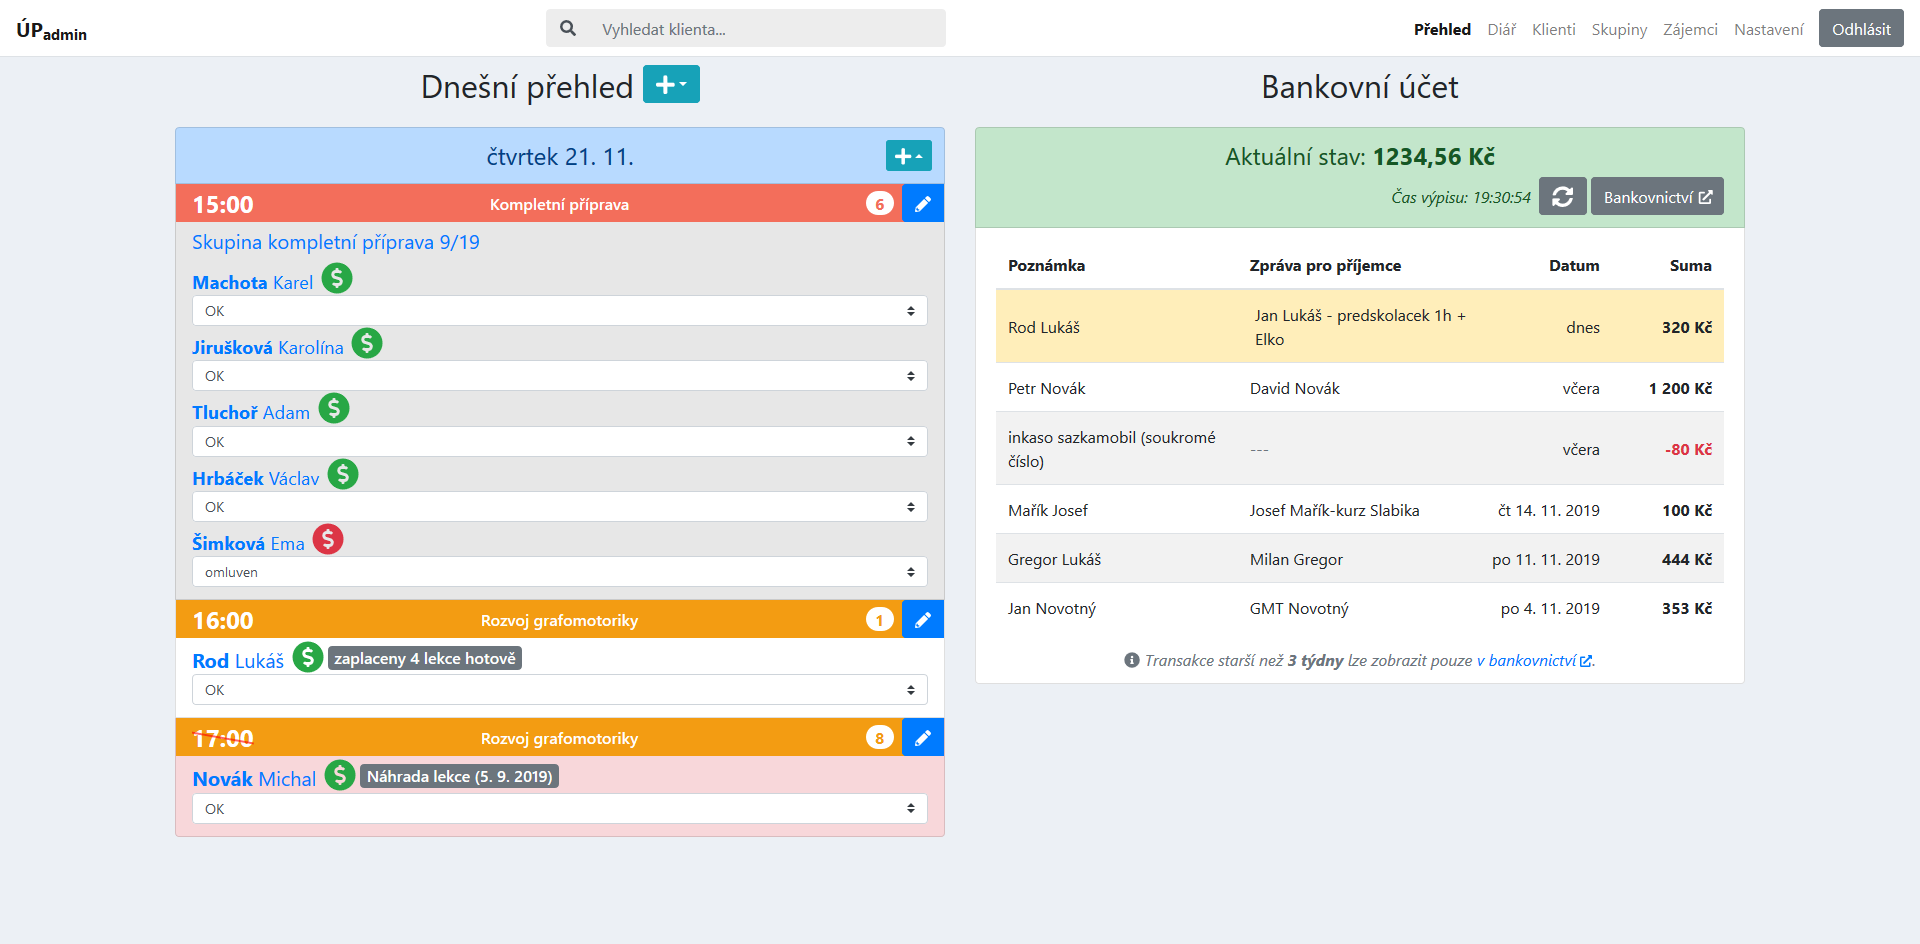 ÚPadmin
Vyhledat klienta...
Přehled Diář Klienti Skupiny Zájemci Nastavení Odhlásit
Dnešní přehled
čtvrtek 21. 11.
15:00 Kompletní příprava 6
Skupina kompletní příprava 9/19
Machota Karel
OK
Jirušková Karolína
OK
Tluchoř Adam
OK
Hrbáček Václav
OK
Šimková Ema
omluven
16:00 Rozvoj grafomotoriky 1
Rod Lukáš zaplaceny 4 lekce hotově
OK
17:00 Rozvoj grafomotoriky 8
Novák Michal Náhrada lekce (5. 9. 2019)
OK
Bankovní účet
Aktuální stav: 1234,56 Kč
Čas výpisu: 19:30:54 Bankovnictví
Poznámka Zpráva pro příjemce Datum Suma
Rod Lukáš Jan Lukáš - predskolacek 1h +
Elko dnes 320 Kč
Petr Novák David Novák včera 1 200 Kč
inkaso sazkamobil (soukromé
číslo) --- včera -80 Kč
Mařík Josef Josef Mařík-kurz Slabika čt 14. 11. 2019 100 Kč
Gregor Lukáš Milan Gregor po 11. 11. 2019 444 Kč
Jan Novotný GMT Novotný po 4. 11. 2019 353 Kč
Transakce starší než 3 týdny lze zobrazit pouze v bankovnictví.